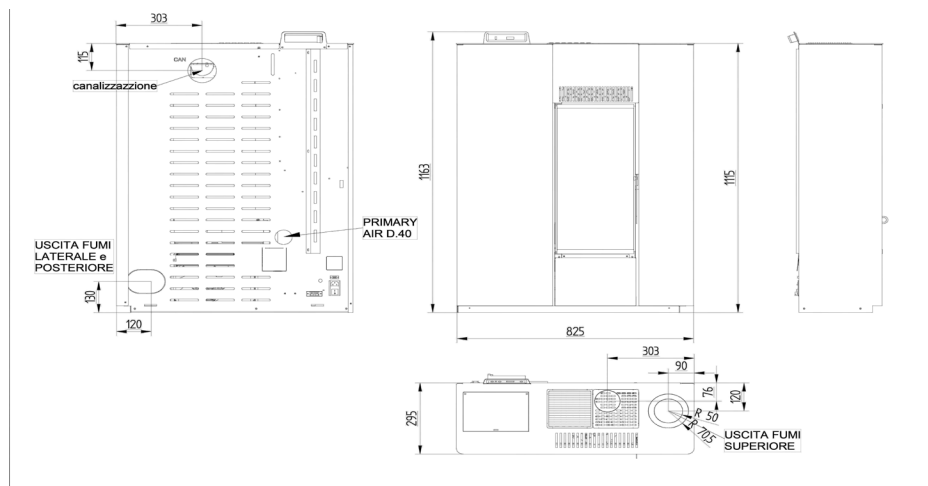 303
115
CAN
canalizzazzione
PRIMARY
AIR D.40
USCITA FUMI
LATERALE e
POSTERIORE
130
120
1163
1115
825
303
90
76
120
295
R 50
R 70.5
USCITA FUMI
SUPERIORE